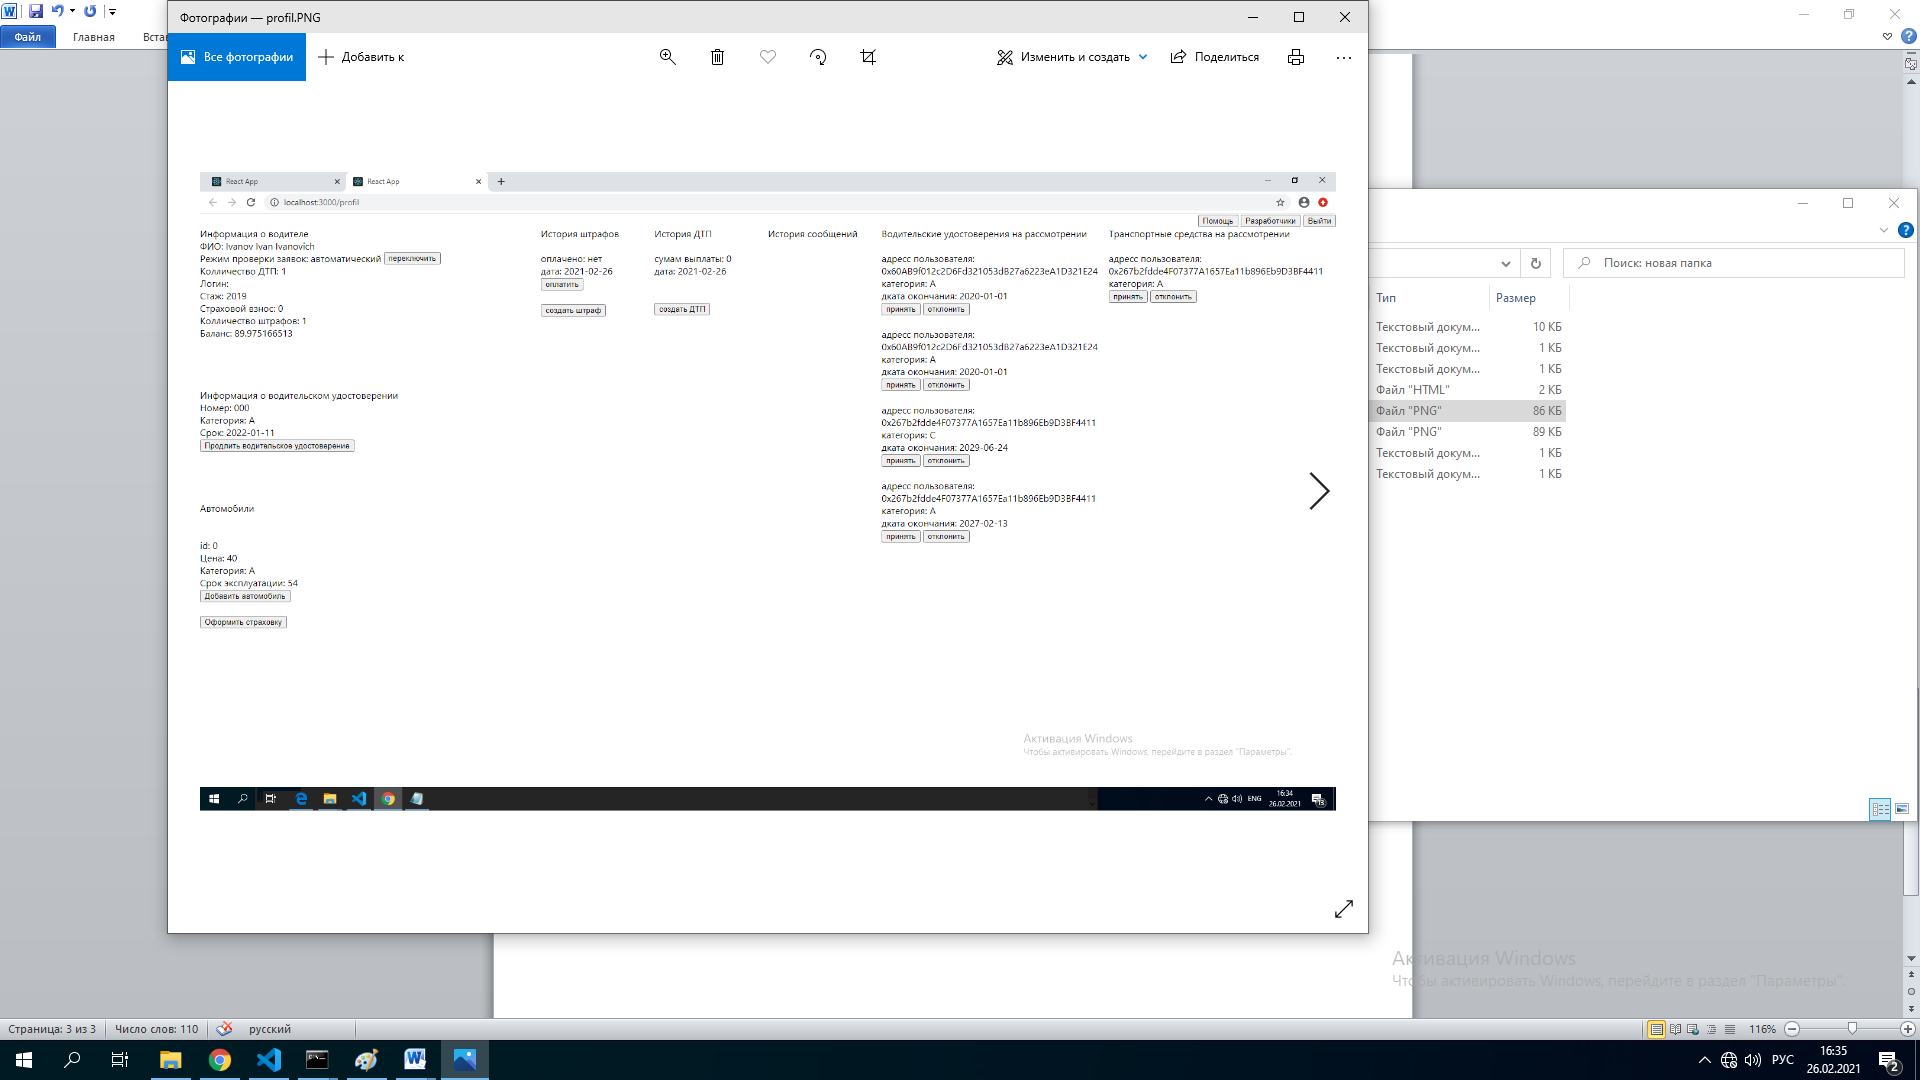 Файл
Главная
Встав
Фотографии — profil.PNG
Все фотографии
Добавить к
Изменить и создать
Поделиться
React App
React App
localhost:3000/profil
Помощь
Разработчики
Выйти
Информация о водителе
ФИО: Ivanov Ivan Ivanovich
Режим проверки заявок: автоматический переключить
Колличество ДТП: 1
Логин:
Стаж: 2019
Страховой взнос: 0
Колличество штрафов: 1
Баланс: 89.975166513
Информация о водительском удостоверении
Номер: 000
Категория: A
Срок: 2022-01-11
Продлить водительское удостоверение
Автомобили
id: 0
Цена: 40
Категория: A
Срок эксплуатации: 54
Добавить автомобиль
Оформить страховку
История штрафов
оплачено: нет
дата: 2021-02-26
оплатить
создать штраф
История ДТП
сумам выплаты: 0
дата: 2021-02-26
создать ДТП
История сообщений
Водительские удостоверения на рассмотрении
адресс пользователя:
0x60AB9f012c2D6Fd321053dB27a6223eA1D321E24
категория: A
дката окончания: 2020-01-01
принять отклонить
адресс пользователя:
0x60AB9f012c2D6Fd321053dB27a6223eA1D321E24
категория: A
дката окончания: 2020-01-01
принять отклонить
адресс пользователя:
0x267b2fdde4F07377A1657Ea11b896Eb9D3BF4411
категория: C
дката окончания: 2029-06-24
принять отклонить
адресс пользователя:
0x267b2fdde4F07377A1657Ea11b896Eb9D3BF4411
категория: A
дката окончания: 2027-02-13
принять отклонить
Транспортные средства на рассмотрении
адресс пользователя:
0x267b2fdde4F07377A1657Ea11b896Eb9D3BF4411
категория: A
принять отклонить
Активация Windows
Чтобы активировать Windows, перейдите в раздел "Параметры".
ENG
16:34
26.02.2021
13
Поиск: новая папка
Тип Размер
Текстовый докум... 10 КБ
Текстовый докум... 1 КБ
Текстовый докум... 1 КБ
Файл "HTML" 2 КБ
Файл "PNG" 86 КБ
Файл "PNG" 89 КБ
Текстовый докум... 1 КБ
Текстовый докум... 1 КБ
Активация Windows
Чтобы активировать Windows, перейдите в раздел "Параметры".
Страница: 3 из 3
Число слов: 110
русский
116%
РУС
16:35
26.02.2021
2